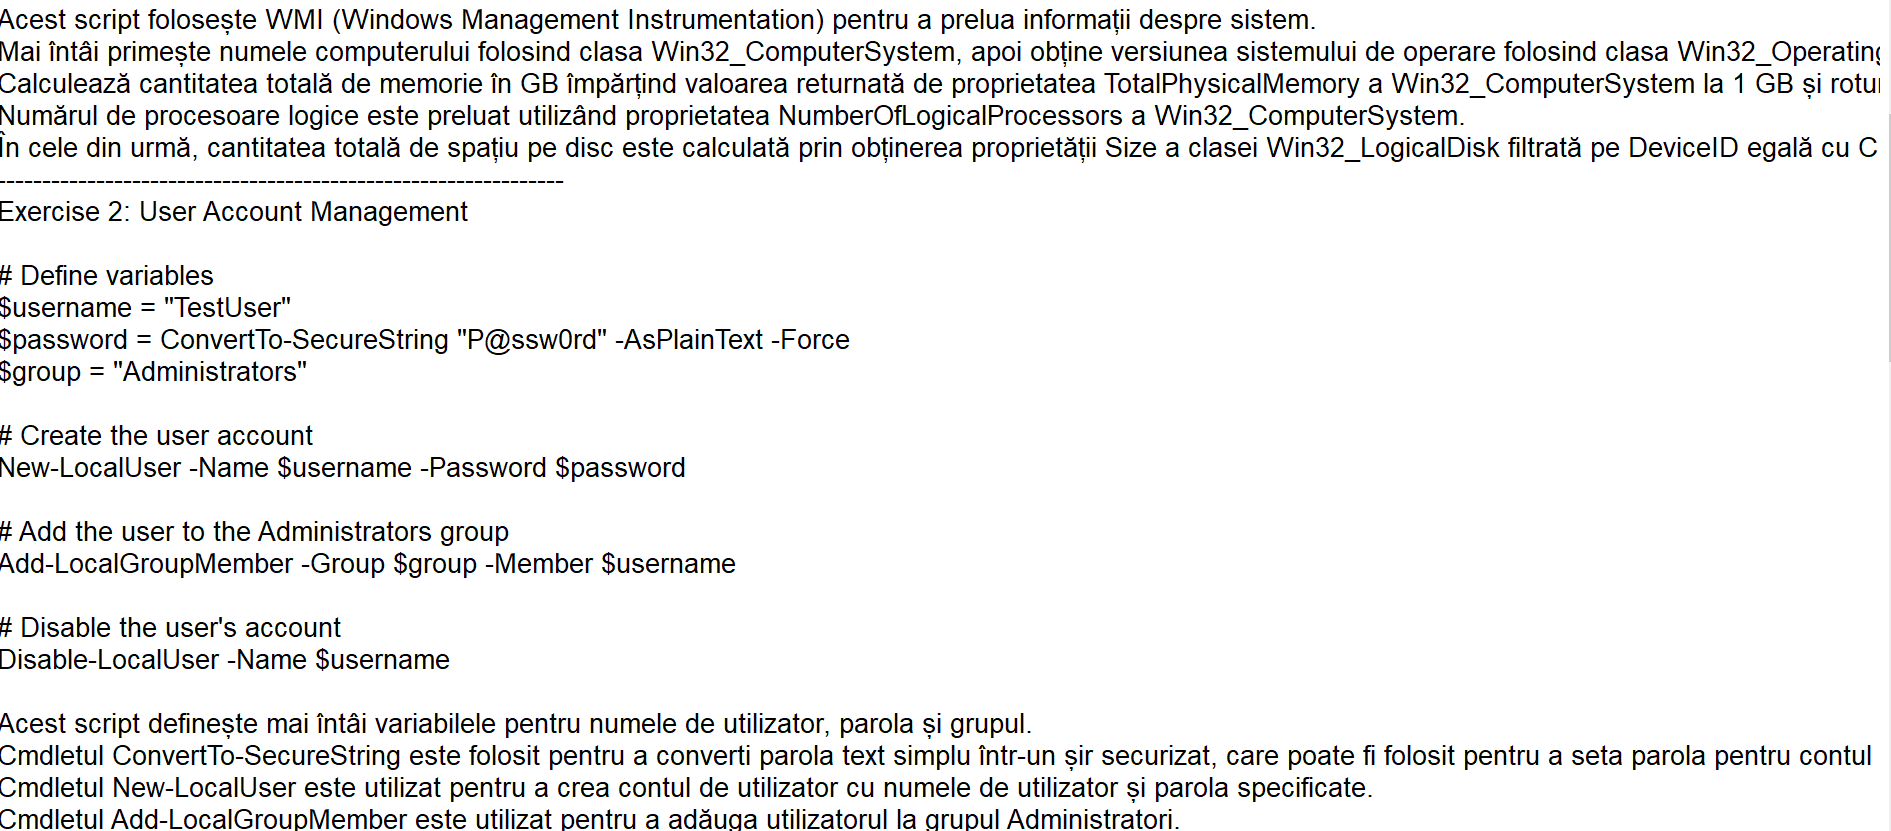 Acest script folosește WMI (Windows Management Instrumentation) pentru a prelua informații despre sistem.
Mai întâi primește numele computerului folosind clasa Win32_ComputerSystem, apoi obține versiunea sistemului de operare folosind clasa Win32_Operating
Calculează cantitatea totală de memorie în GB împărțind valoarea returnată de proprietatea TotalPhysicalMemory a Win32_ComputerSystem la 1 GB și
Numărul de procesoare logice este preluat utilizând proprietatea NumberOfLogicalProcessors a Win32_ComputerSystem.
În cele din urmă, cantitatea totală de spațiu pe disc este calculată prin obținerea proprietății Size a clasei Win32_LogicalDisk filtrată pe DeviceID egală cu C
---------------------------------------------------------------
Exercise 2: User Account Management
# Define variables
$username = "TestUser"
$password = ConvertTo-SecureString "P@ssw0rd" -AsPlainText -Force
$group = "Administrators"
# Create the user account
New-LocalUser -Name $username -Password $password
# Add the user to the Administrators group
Add-LocalGroupMember -Group $group -Member $username
# Disable the user's account
Disable-LocalUser -Name $username
Acest script definește mai întâi variabilele pentru numele de utilizator, parola și grupul.
Cmdletul ConvertTo-SecureString este folosit pentru a converti parola text simplu într-un șir securizat, care poate fi folosit pentru a seta parola pentru contul
Cmdletul New-LocalUser este utilizat pentru a crea contul de utilizator cu numele de utilizator și parola specificate.
Cmdletul Add-LocalGroupMember este utilizat pentru a adăuga utilizatorul la grupul Administratori.